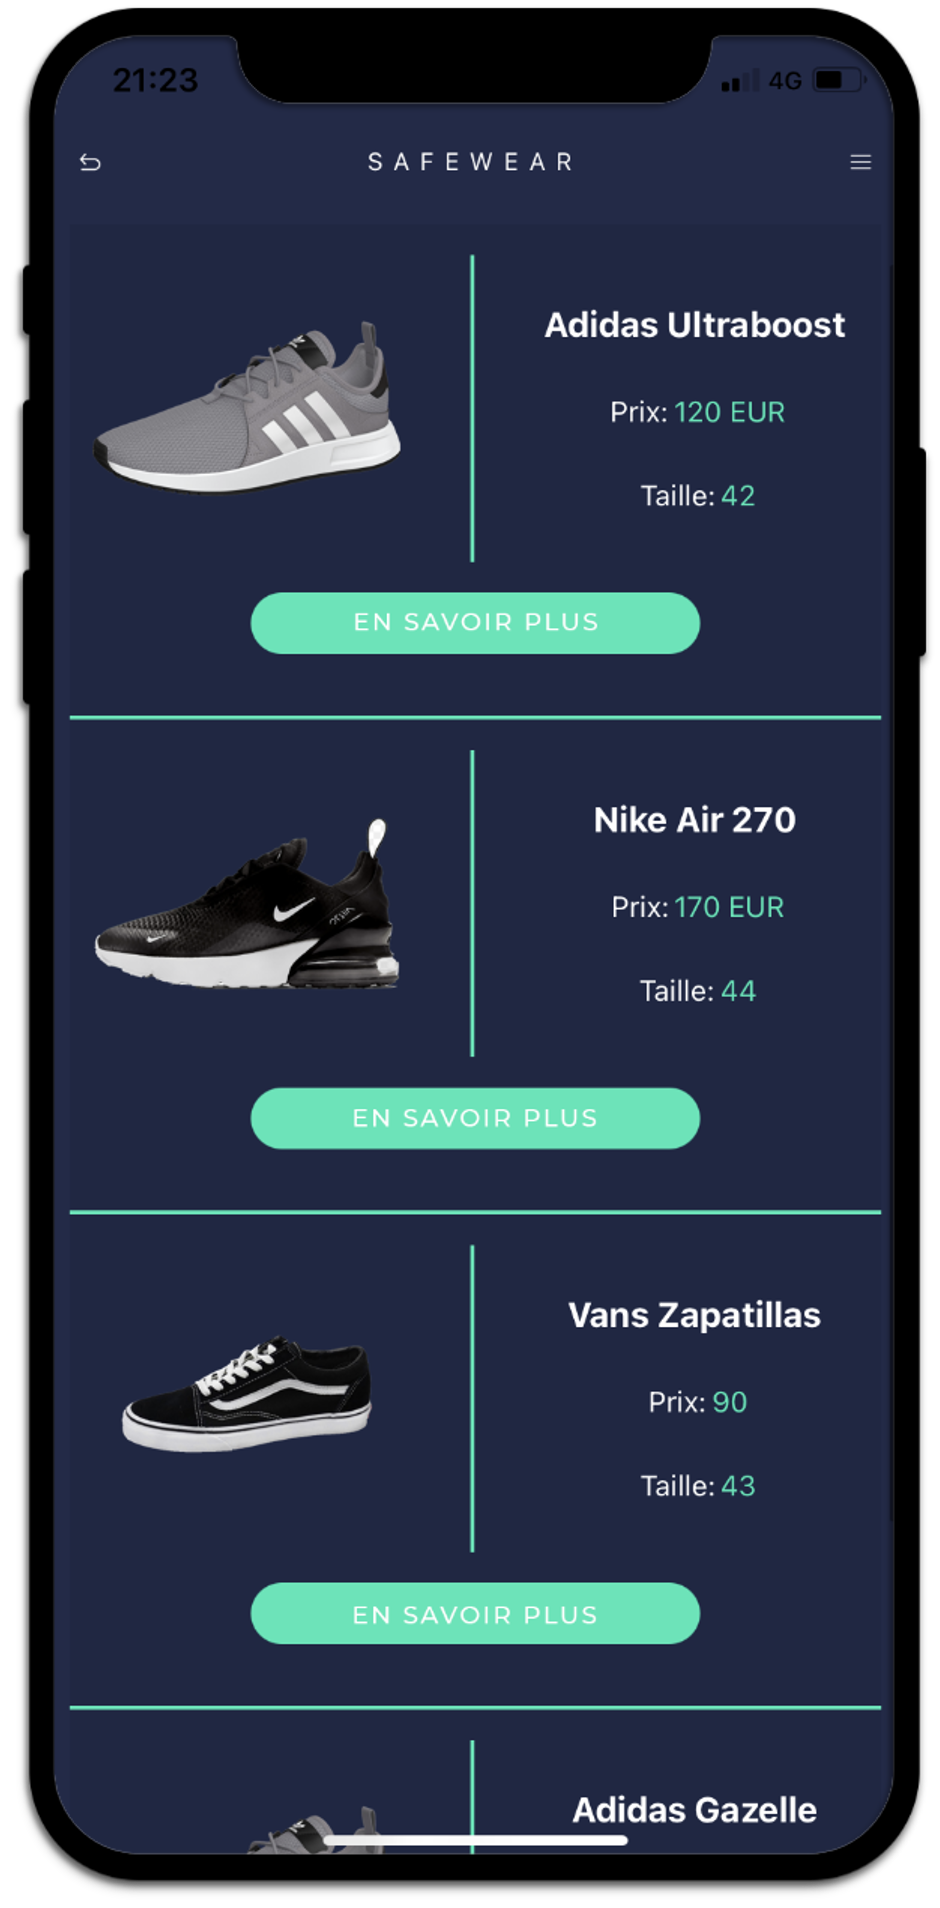 21:23
4G
SAFEWEAR
Adidas Ultraboost
Prix: 120 EUR
Taille: 42
EN SAVOIR PLUS
Nike Air 270
Prix: 170 EUR
Taille: 44
EN SAVOIR PLUS
Vans Zapatillas
Prix: 90
Taille: 43
EN SAVOIR PLUS
Adidas Gazelle